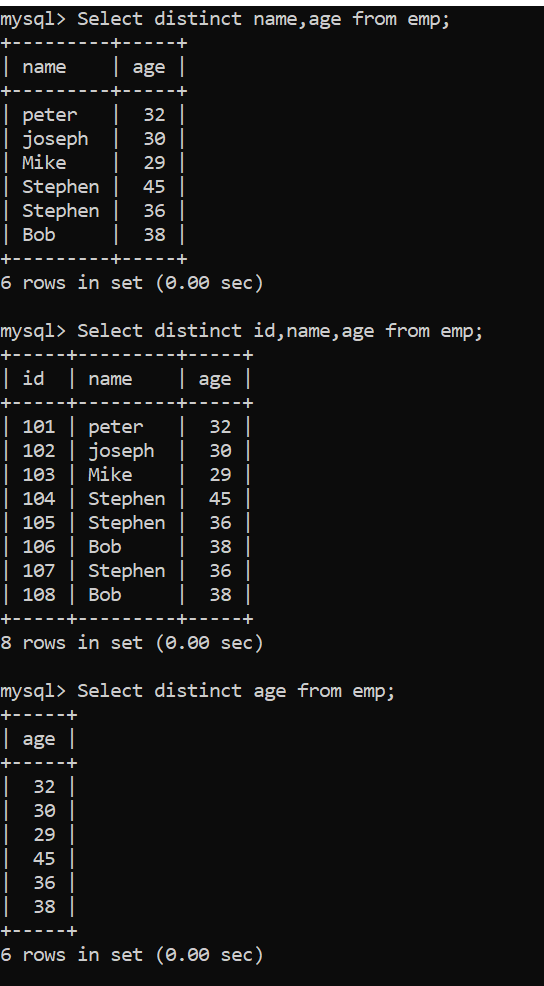 mysql> Select distinct name,age from emp;
+---------+-----+
| name    | age |
+---------+-----+
| peter   |  32 |
| joseph  |  30 |
| Mike    |  29 |
| Stephen |  45 |
| Stephen |  36 |
| Bob     |  38 |
+---------+-----+
6 rows in set (0.00 sec)

mysql> Select distinct id,name,age from emp;
+-----+---------+-----+
| id  | name    | age |
+-----+---------+-----+
| 101 | peter   |  32 |
| 102 | joseph  |  30 |
| 103 | Mike    |  29 |
| 104 | Stephen |  45 |
| 105 | Stephen |  36 |
| 106 | Bob     |  38 |
| 107 | Stephen |  36 |
| 108 | Bob     |  38 |
+-----+---------+-----+
8 rows in set (0.00 sec)

mysql> Select distinct age from emp;
+-----+
| age |
+-----+
|  32 |
|  30 |
|  29 |
|  45 |
|  36 |
|  38 |
+-----+
6 rows in set (0.00 sec)